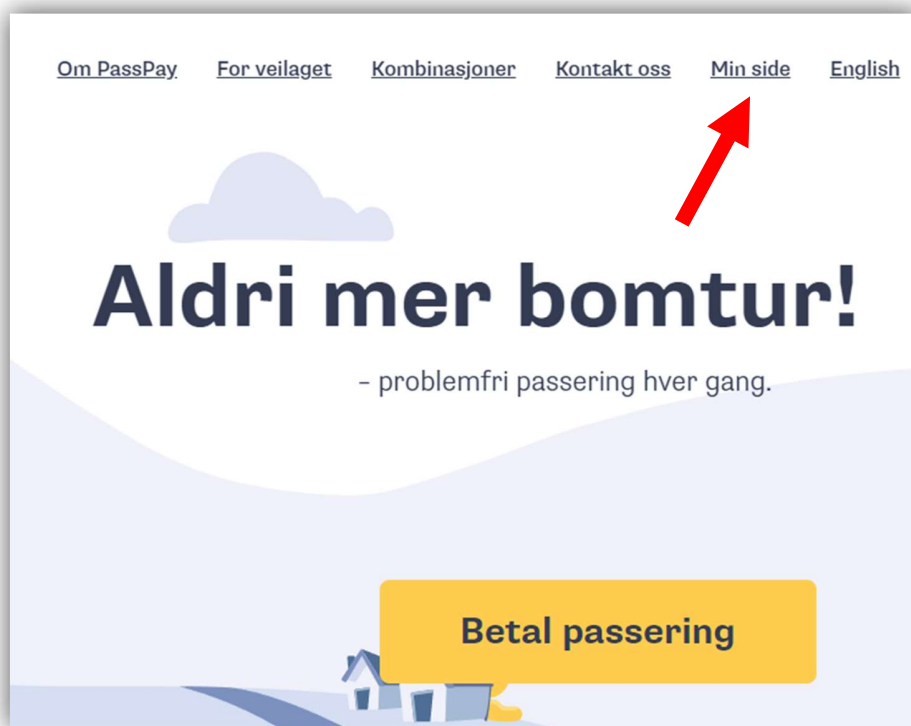 Om PassPay For veilaget Kombinasjoner Kontakt oss Min side English
Aldri mer bomtur!
– problemfri passering hver gang.
Betal passering